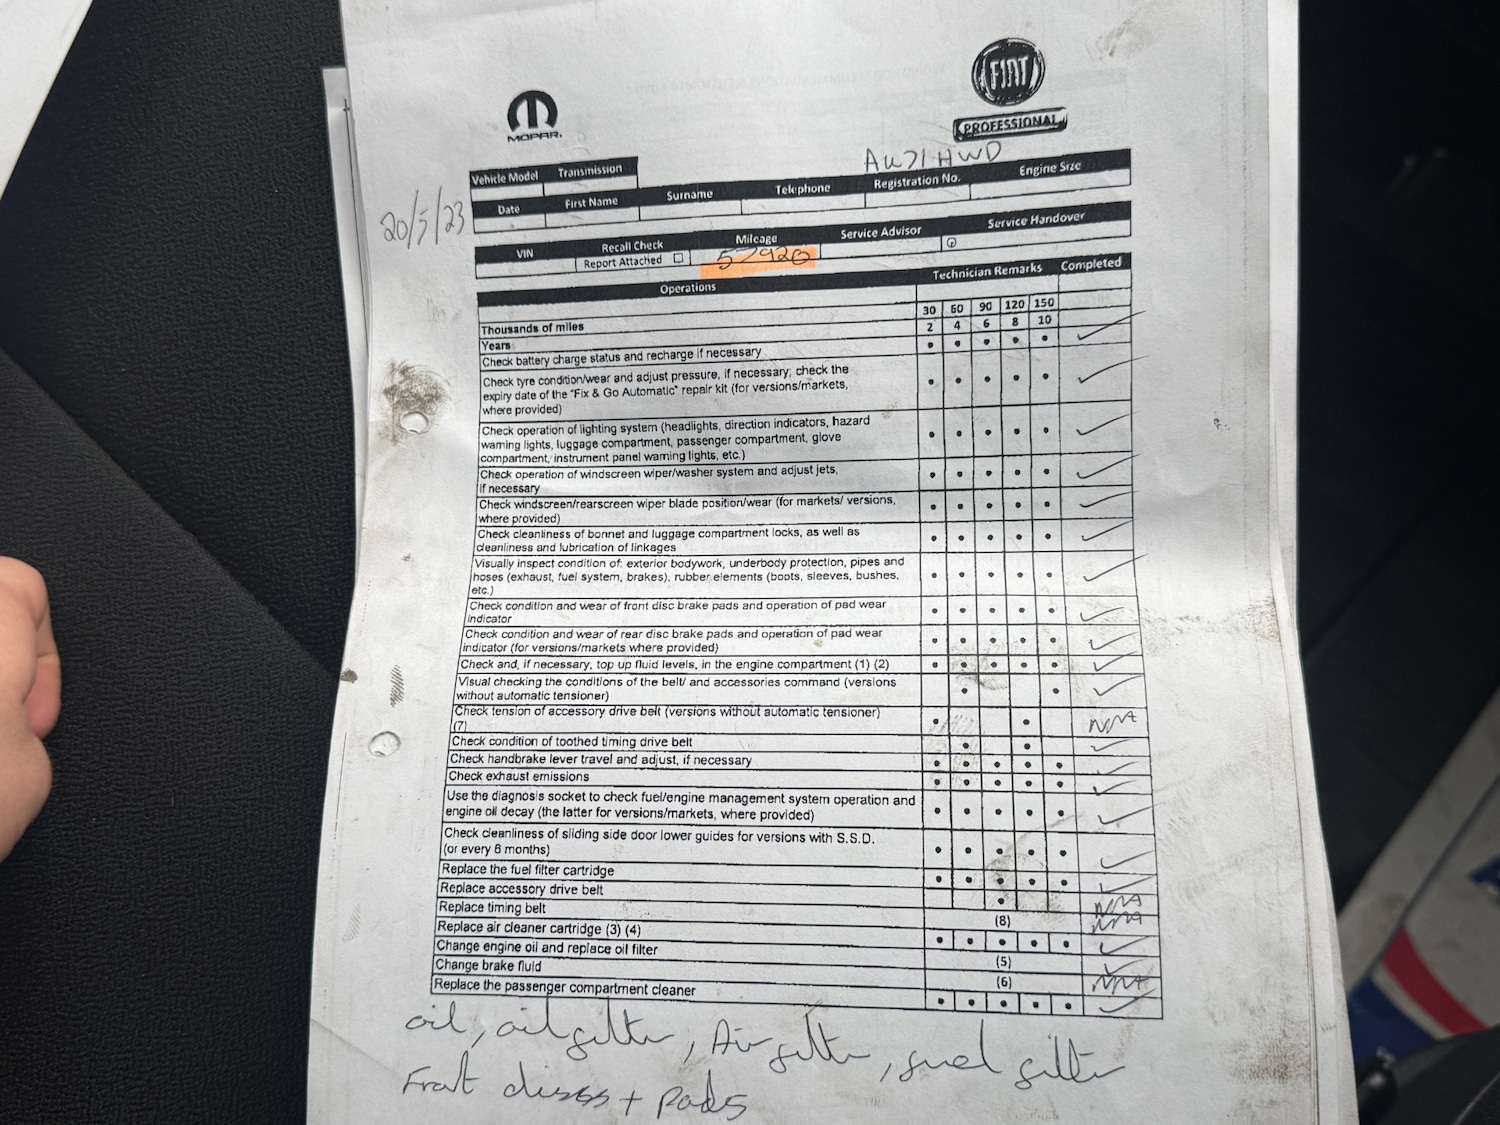 MOPAR.
FIAT
PROFESSIONAL
AU71HWD
Vehicle Model Transmission
Date First Name Surname Telephone Registration No. Engine Size
20/5/23
VIN Recall Check Mileage Service Advisor Service Handover
Report Attached 57920
Operations Technician Remarks Completed
Thousands of miles 30 60 90 120 150
Years 2 4 6 8 10
Check battery charge status and recharge if necessary
Check tyre condition/wear and adjust pressure, if necessary; check the
expiry date of the "Fix & Go Automatic" repair kit (for versions/markets,
where provided)
Check operation of lighting system (headlights, direction indicators, hazard
warning lights, luggage compartment, passenger compartment, glove
compartment, instrument panel warning lights, etc.)
Check operation of windscreen wiper/washer system and adjust jets,
if necessary
Check windscreen/rearscreen wiper blade position/wear (for markets/ versions,
where provided)
Check cleanliness of bonnet and luggage compartment locks, as well as
cleanliness and lubrication of linkages
Visually inspect condition of: exterior bodywork, underbody protection, pipes and
hoses (exhaust, fuel system, brakes), rubber elements (boots, sleeves, bushes,
etc.)
Check condition and wear of front disc brake pads and operation of pad wear
indicator
Check condition and wear of rear disc brake pads and operation of pad wear
indicator (for versions/markets where provided)
Check and, if necessary, top up fluid levels, in the engine compartment (1) (2)
Visual checking the conditions of the belt/ and accessories command (versions
without automatic tensioner)
Check tension of accessory drive belt (versions without automatic tensioner)
(7) N/A
Check condition of toothed timing drive belt
Check handbrake lever travel and adjust, if necessary
Check exhaust emissions
Use the diagnosis socket to check fuel/engine management system operation and
engine oil decay (the latter for versions/markets, where provided)
Check cleanliness of sliding side door lower guides for versions with S.S.D.
(or every 6 months)
Replace the fuel filter cartridge
Replace accessory drive belt N/A
Replace timing belt (8) N/A
Replace air cleaner cartridge (3) (4)
Change engine oil and replace oil filter (5)
Change brake fluid (6) N/A
Replace the passenger compartment cleaner
oil, oil filter, Air filter, fuel filter
Front discs + Pads